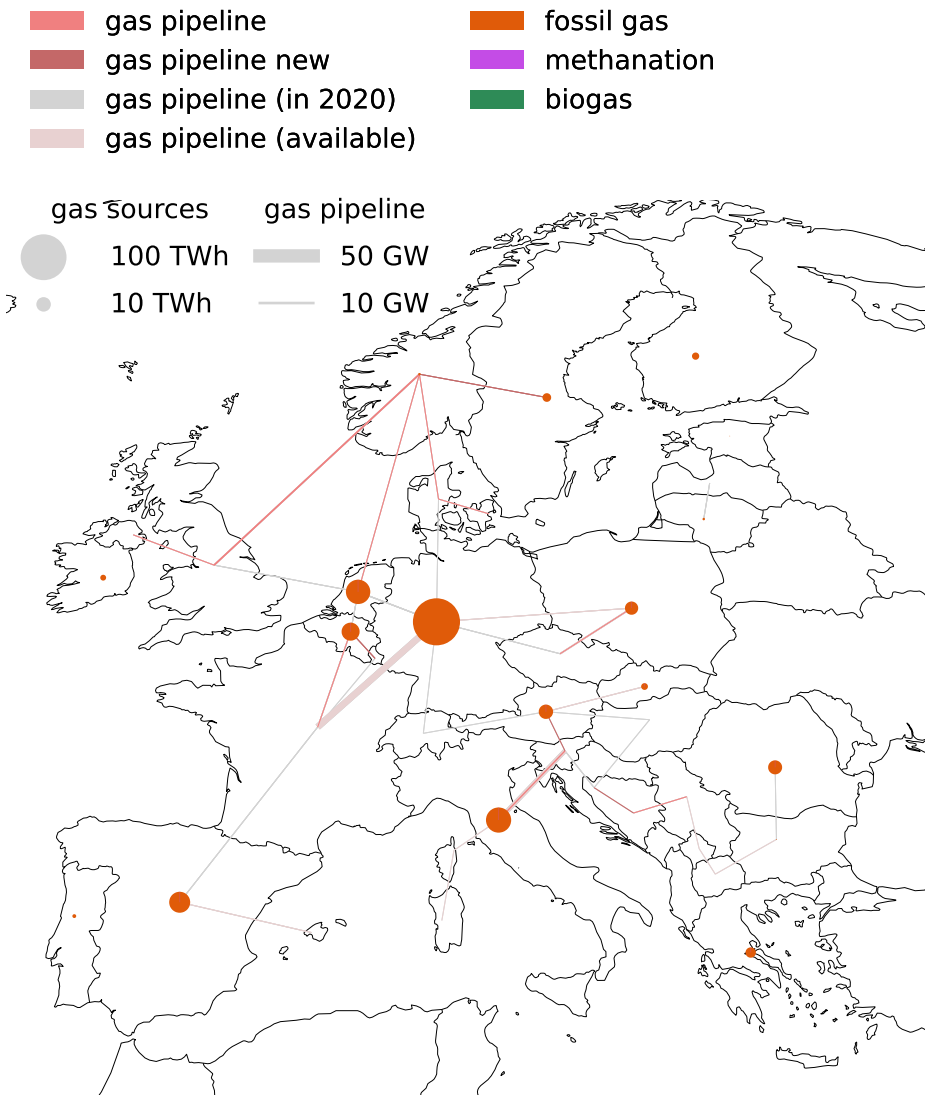 gas pipeline
gas pipeline new
gas pipeline (in 2020)
gas pipeline (available)
fossil gas
methanation
biogas
gas sources
100 TWh
10 TWh
gas pipeline
50 GW
10 GW